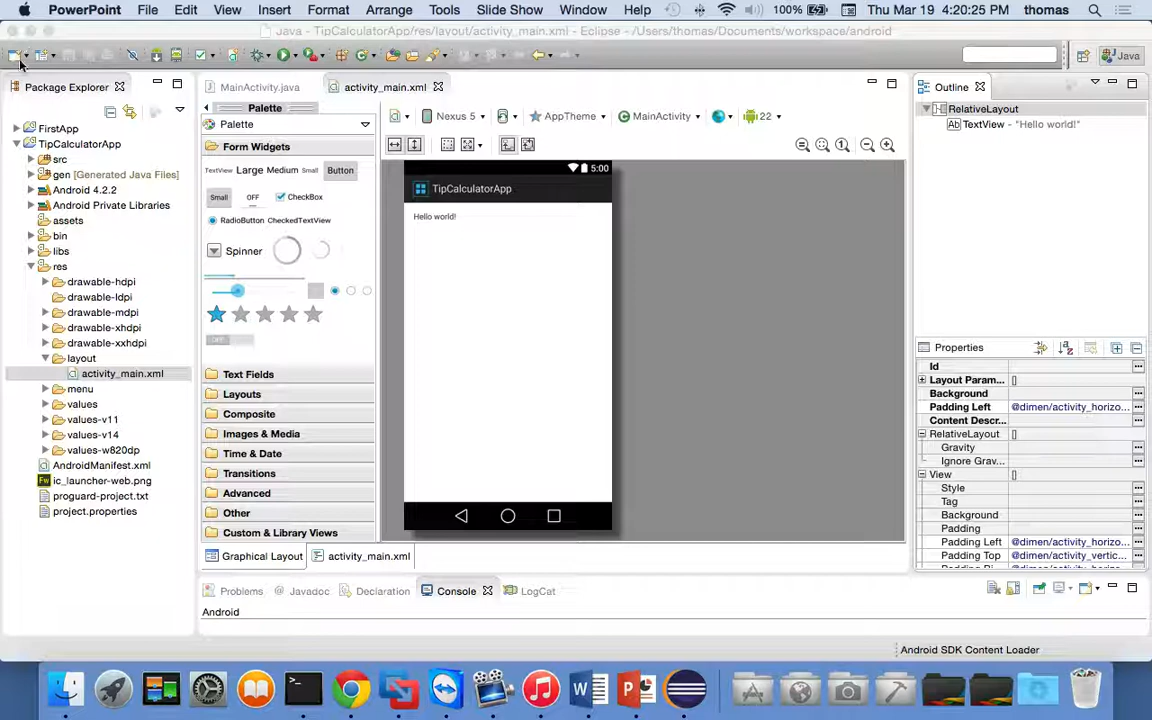 PowerPoint File Edit View Insert Format Arrange Tools Slide Show Window Help 100% Thu Mar 19 4:20:25 PM thomas
Java - TipCalculatorApp/res/layout/activity_main.xml - Eclipse - /Users/thomas/Documents/workspace/android
Java
Package Explorer
FirstApp
TipCalculatorApp
src
gen [Generated Java Files]
Android 4.2.2
Android Private Libraries
assets
bin
libs
res
drawable-hdpi
drawable-ldpi
drawable-mdpi
drawable-xhdpi
drawable-xxhdpi
layout
activity_main.xml
menu
values
values-v11
values-v14
values-w820dp
AndroidManifest.xml
ic_launcher-web.png
proguard-project.txt
project.properties
MainActivity.java activity_main.xml
Palette
Palette
Form Widgets
TextView Large Medium Small Button
Small OFF CheckBox
RadioButton CheckedTextView
Spinner
OFF
Text Fields
Layouts
Composite
Images & Media
Time & Date
Transitions
Advanced
Other
Custom & Library Views
Graphical Layout activity_main.xml
Nexus 5 AppTheme MainActivity 22
5:00
TipCalculatorApp
Hello world!
Outline
RelativeLayout
Ab TextView - "Hello world!"
Properties
Id
Layout Param... []
Background
Padding Left @dimen/activity_horizo...
Content Descr...
RelativeLayout []
Gravity
Ignore Grav...
View []
Style
Tag
Background
Padding
Padding Left @dimen/activity_horizo...
Padding Top @dimen/activity_vertic...
Problems Javadoc Declaration Console LogCat
Android
Android SDK Content Loader